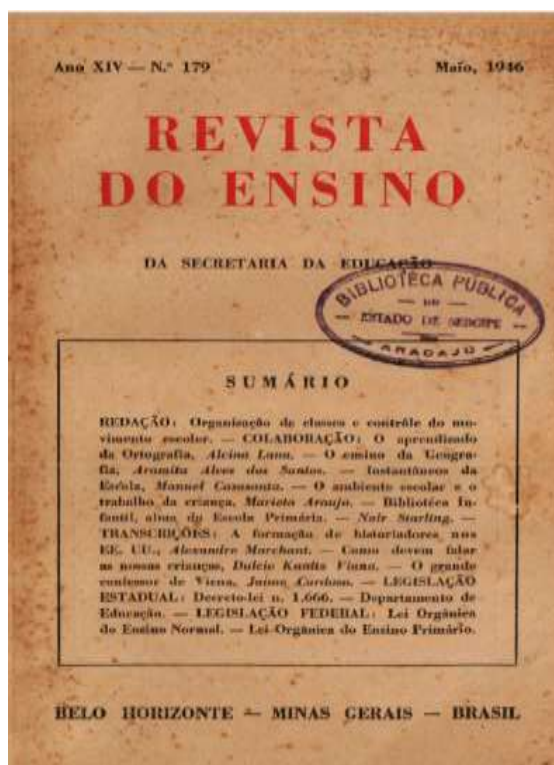 Ano XIV — N.° 179 Maio, 1946
REVISTA
DO ENSINO
DA SECRETARIA DA EDUCAÇÃO
BIBLIOTECA PUBLICA
DO
ESTADO DE SERGIPE
ARACAJU
SUMÁRIO
REDAÇÃO: Organização de classes e contrôle do mo-
vimento escolar. — COLABORAÇÃO: O aprendizado
da Ortografia, Alcina Lana. — O ensino da Geogra-
fia, Aramita Alves dos Santos. — Instantâneos da
Escola, Manuel Casasanta. — O ambiente escolar e o
trabalho da criança, Marieta Araujo. — Bibliotéca In-
fantil, alma da Escola Primária. — Nair Starling. —
TRANSCRIÇÕES: A formação de historiadores nos
EE. UU., Alexandre Marchant. — Como devem falar
as nossas crianças, Dulcie Viana. — O grande
confessor de Viena, Jaime Cardoso. — LEGISLAÇÃO
ESTADUAL: Decreto-lei n. 1.666. — Departamento de
Educação. — LEGISLAÇÃO FEDERAL: Lei Orgânica
do Ensino Normal. — Lei Orgânica do Ensino Primário.
BELO HORIZONTE — MINAS GERAIS — BRASIL